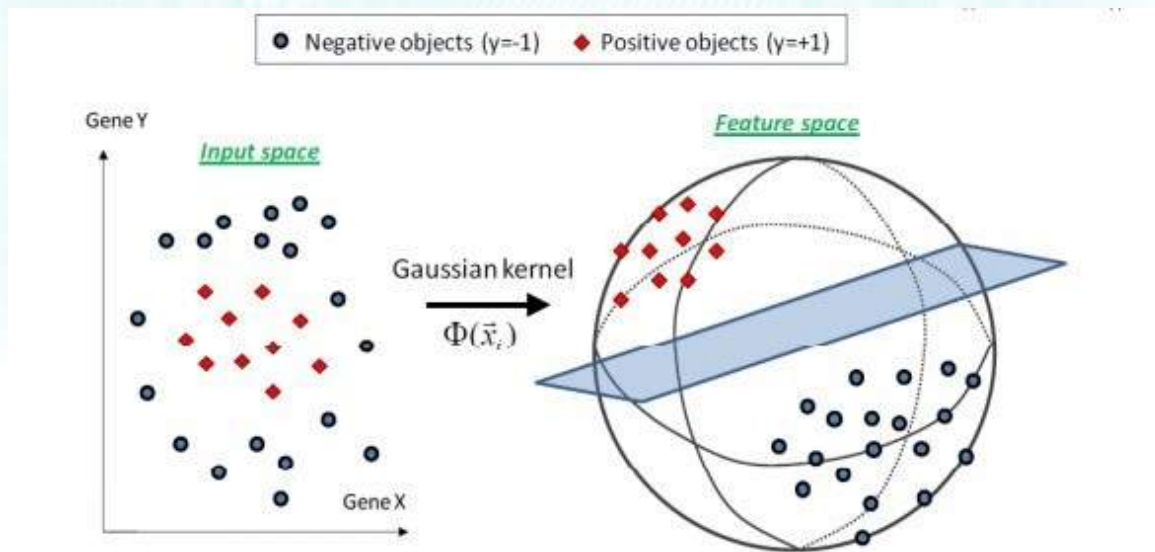 Negative objects (y=-1) Positive objects (y=+1)
Gene Y
Input space
Feature space
Gaussian kernel
Φ(x⃗ᵢ)
Gene X